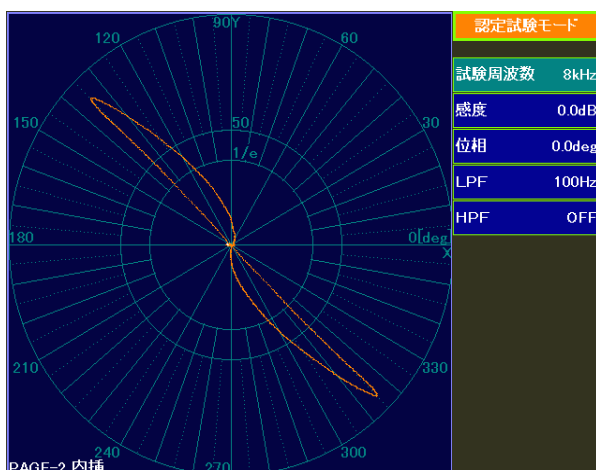 認定試験モード
試験周波数 8kHz
感度 0.0dB
位相 0.0deg
LPF 100Hz
HPF OFF
90Y
120
60
150
50
30
1/e
180
0[deg]
X
210
330
240
300
270
PAGE-2 内挿